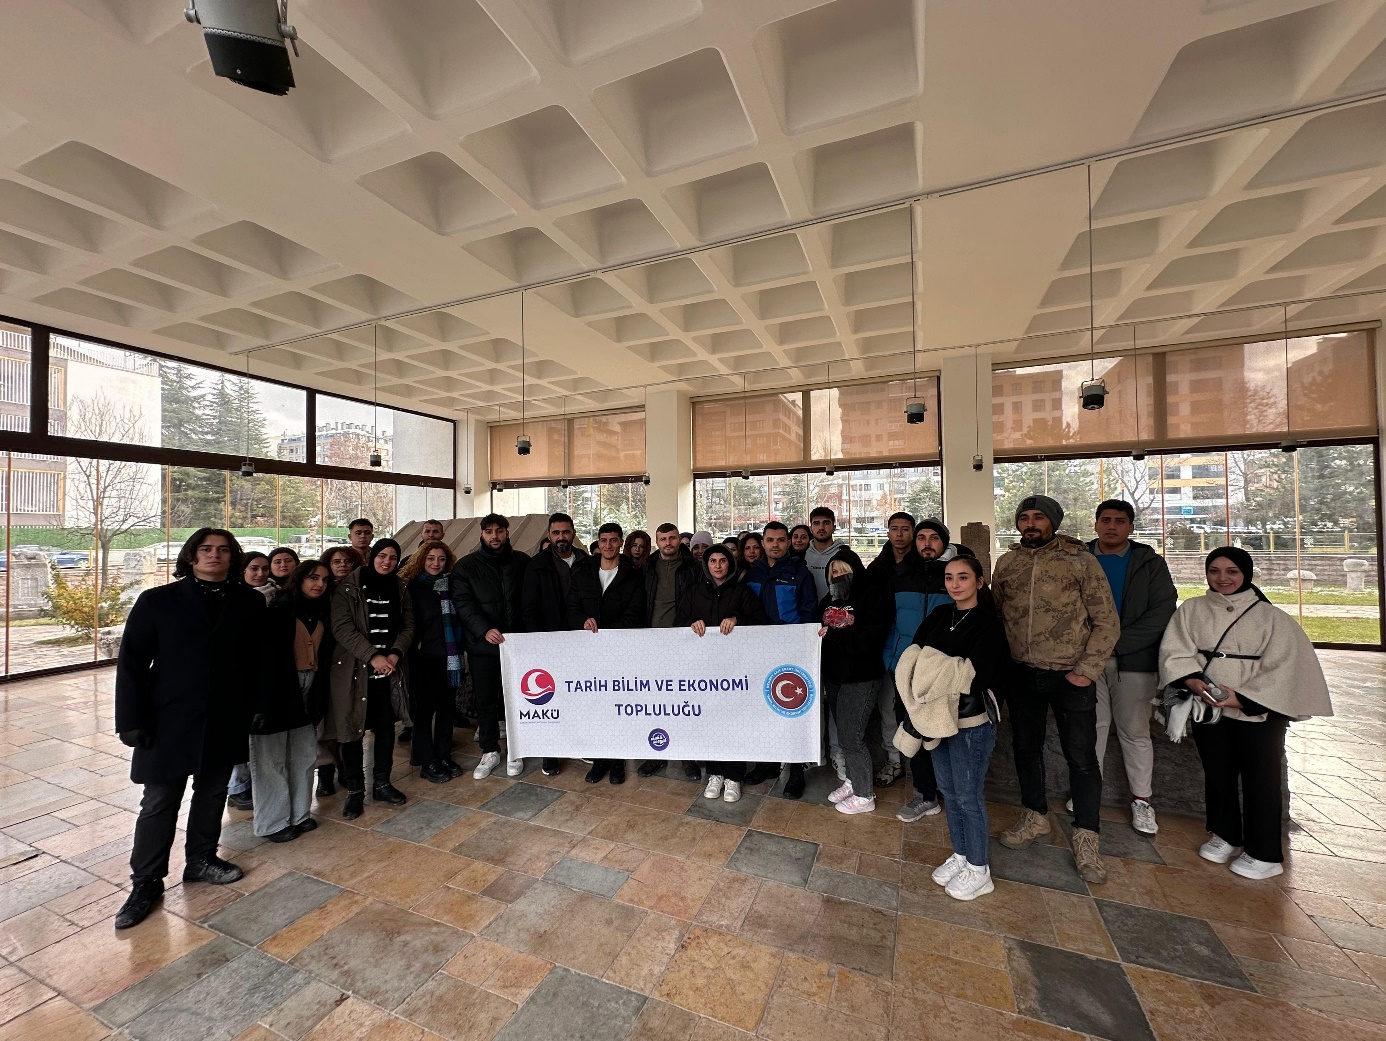 TARİH BİLİM VE EKONOMİ
TOPLULUĞU
MAKÜ